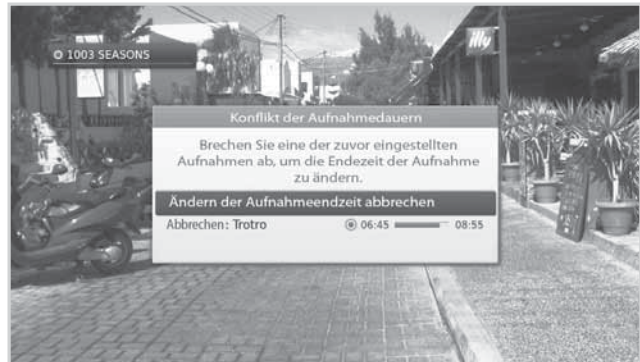 1003 SEASONS
illy
Konflikt der Aufnahmedauern
Brechen Sie eine der zuvor eingestellten
Aufnahmen ab, um die Endezeit der Aufnahme
zu ändern.
Ändern der Aufnahmeendzeit abbrechen
Abbrechen: Trotro 06:45 08:55